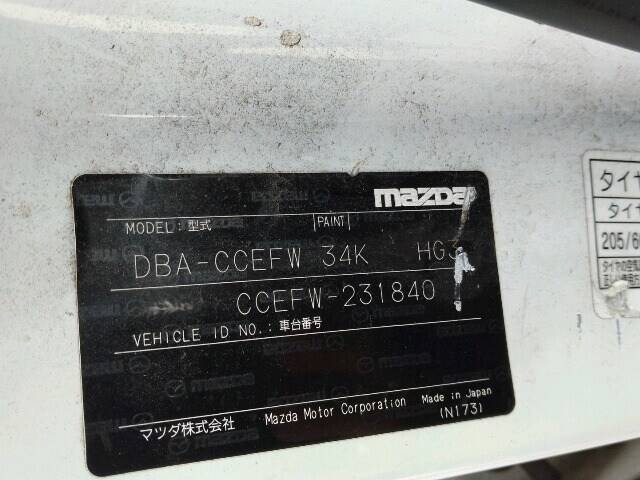 mazda
MODEL:型式 PAINT
DBA-CCEFW 34K HG3
CCEFW-231840
VEHICLE ID NO.:車台番号
マツダ株式会社 Mazda Motor Corporation Made in Japan
(N173)
タイヤ
タイヤ
205/6